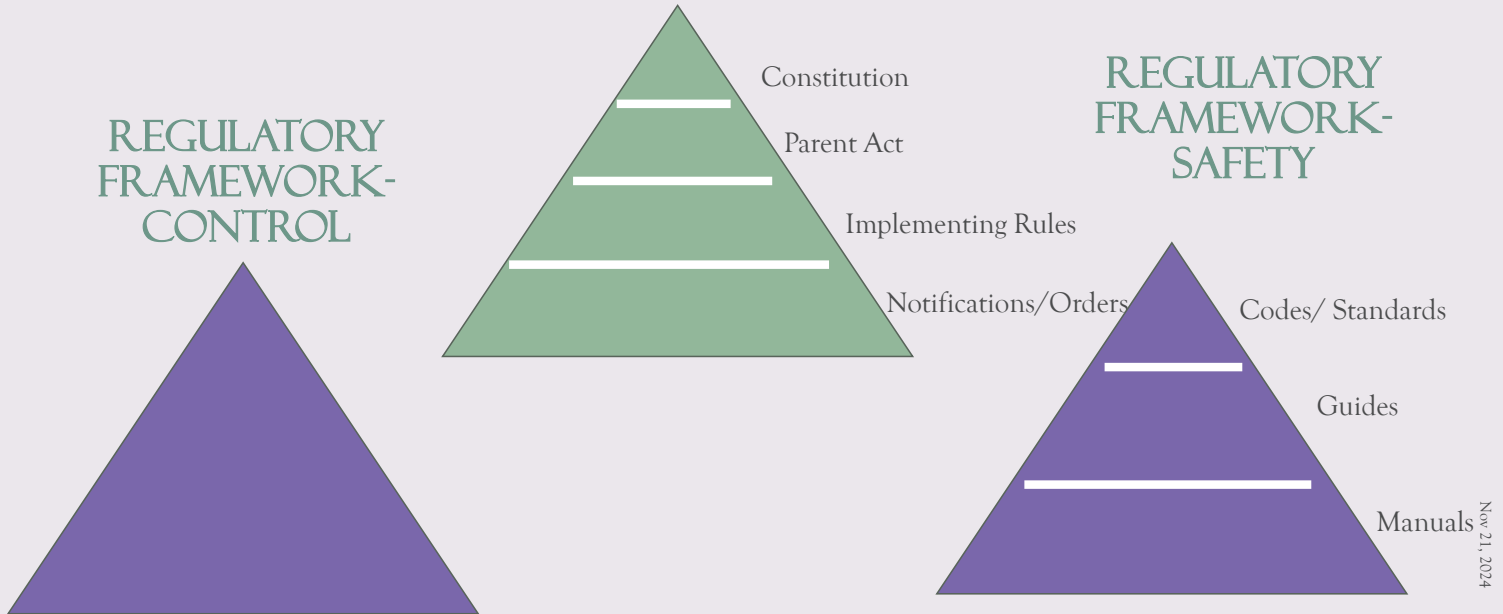 REGULATORY
FRAMEWORK-
CONTROL
Constitution
Parent Act
Implementing Rules
Notifications/Orders
REGULATORY
FRAMEWORK-
SAFETY
Codes/ Standards
Guides
Manuals
Nov 21, 2024